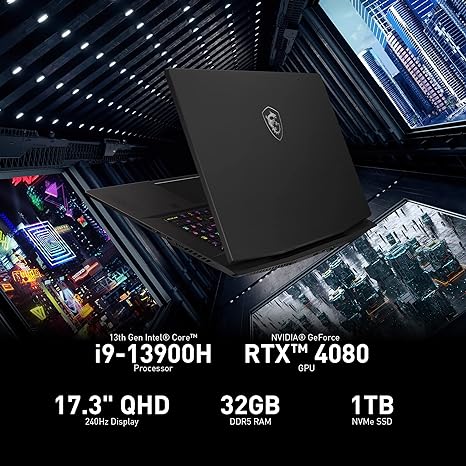 13th Gen Intel® Core™
i9-13900H
Processor
NVIDIA® GeForce
RTX™ 4080
GPU
17.3" QHD
240Hz Display
32GB
DDR5 RAM
1TB
NVMe SSD